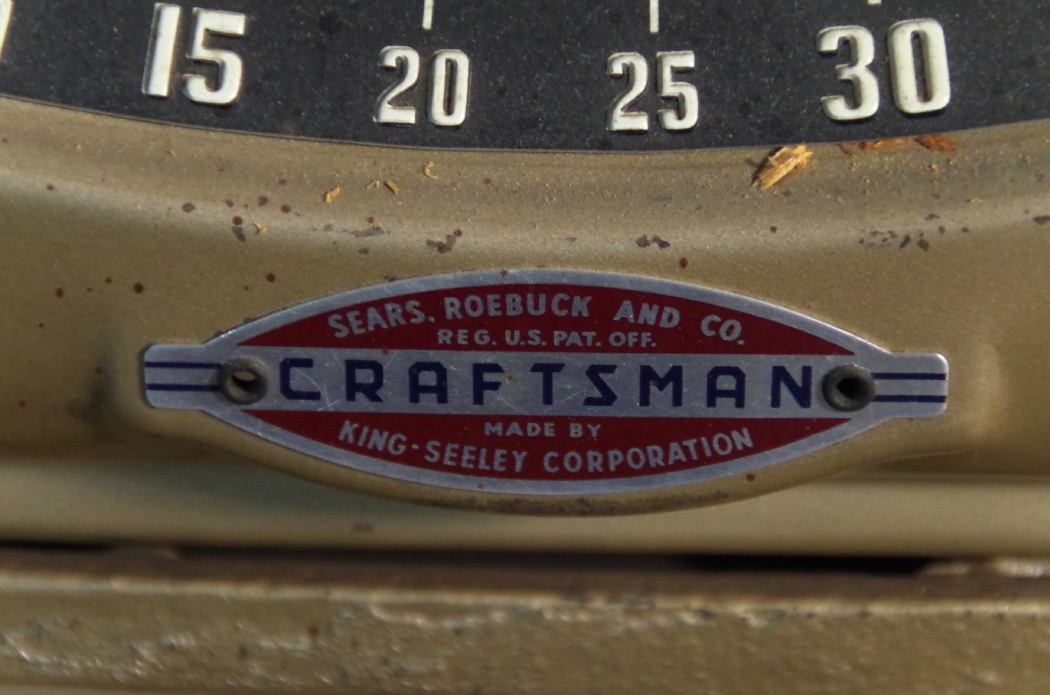 15 20 25 30
SEARS, ROEBUCK AND CO.
REG. U.S. PAT. OFF.
CRAFTSMAN
MADE BY
KING-SEELEY CORPORATION